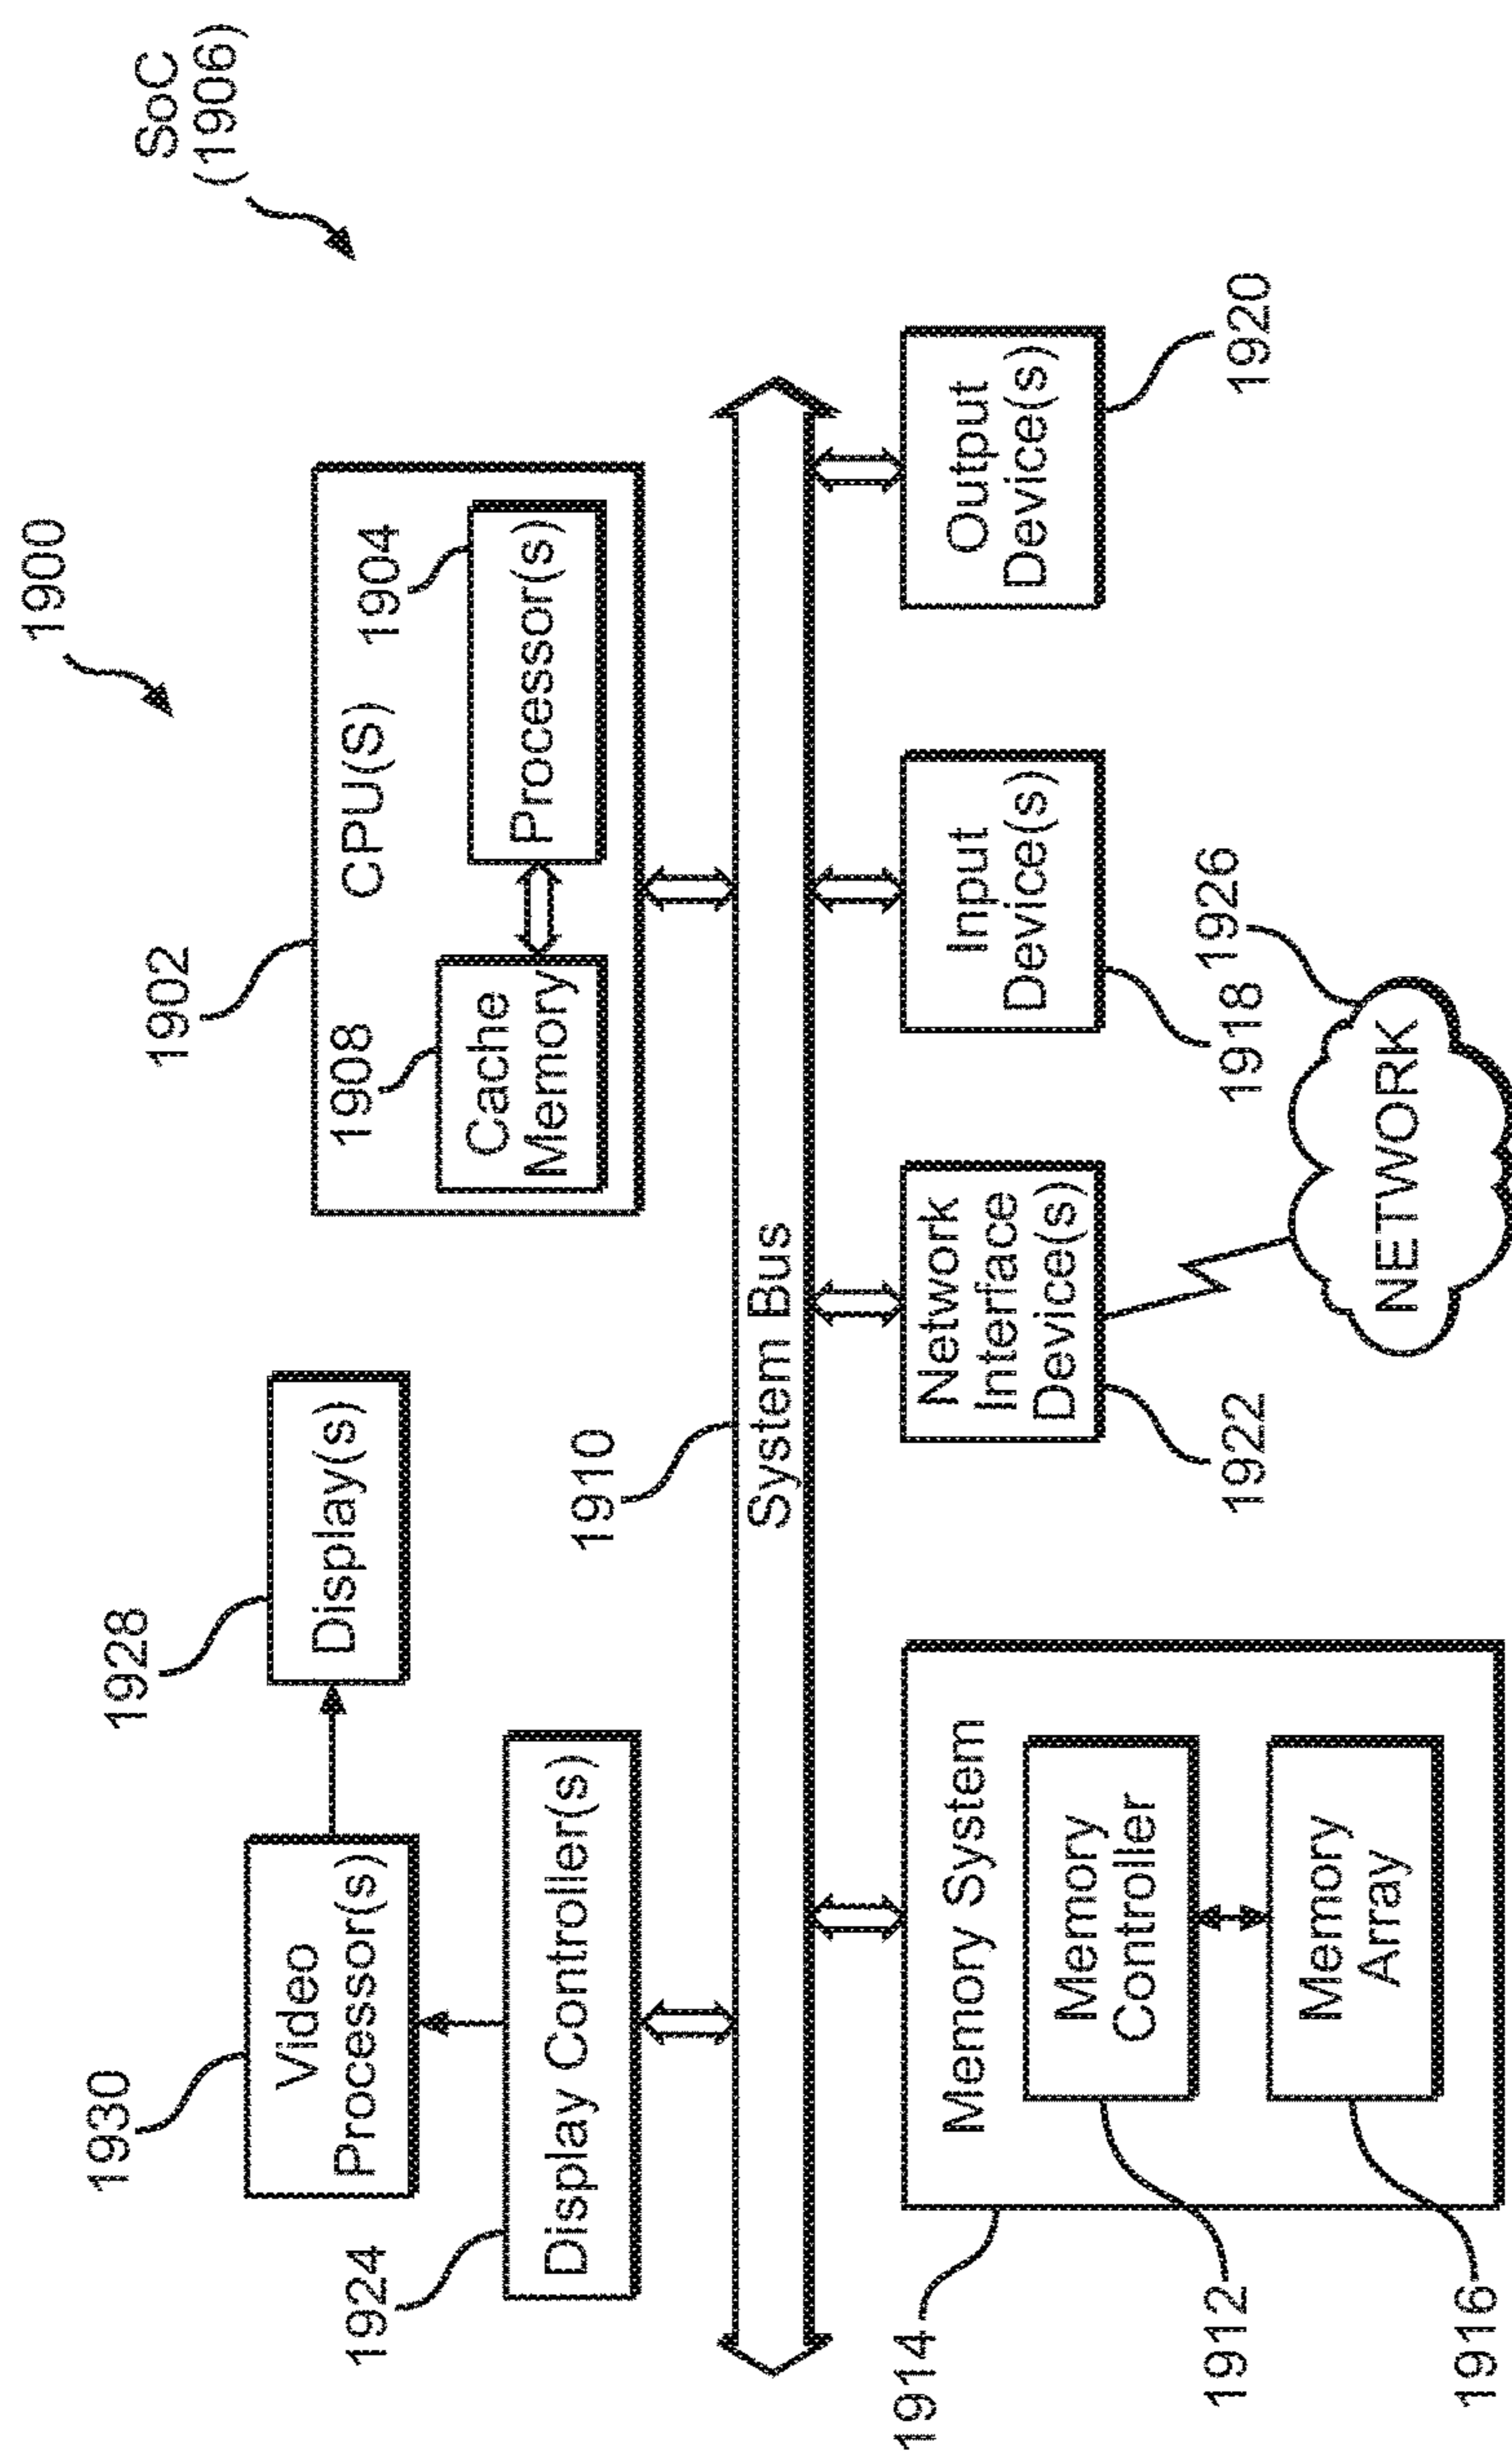 1900
SoC
(1906)
1930
Video
Processor(s)
1928
Display(s)
1924
Display Controller(s)
1902
CPU(S)
1908
Cache
Memory
1904
Processor(s)
1910
System Bus
1914
Memory System
1912
Memory
Controller
1916
Memory
Array
Network
Interface
Device(s)
1922
Input
Device(s)
1918
Output
Device(s)
1920
1926
NETWORK